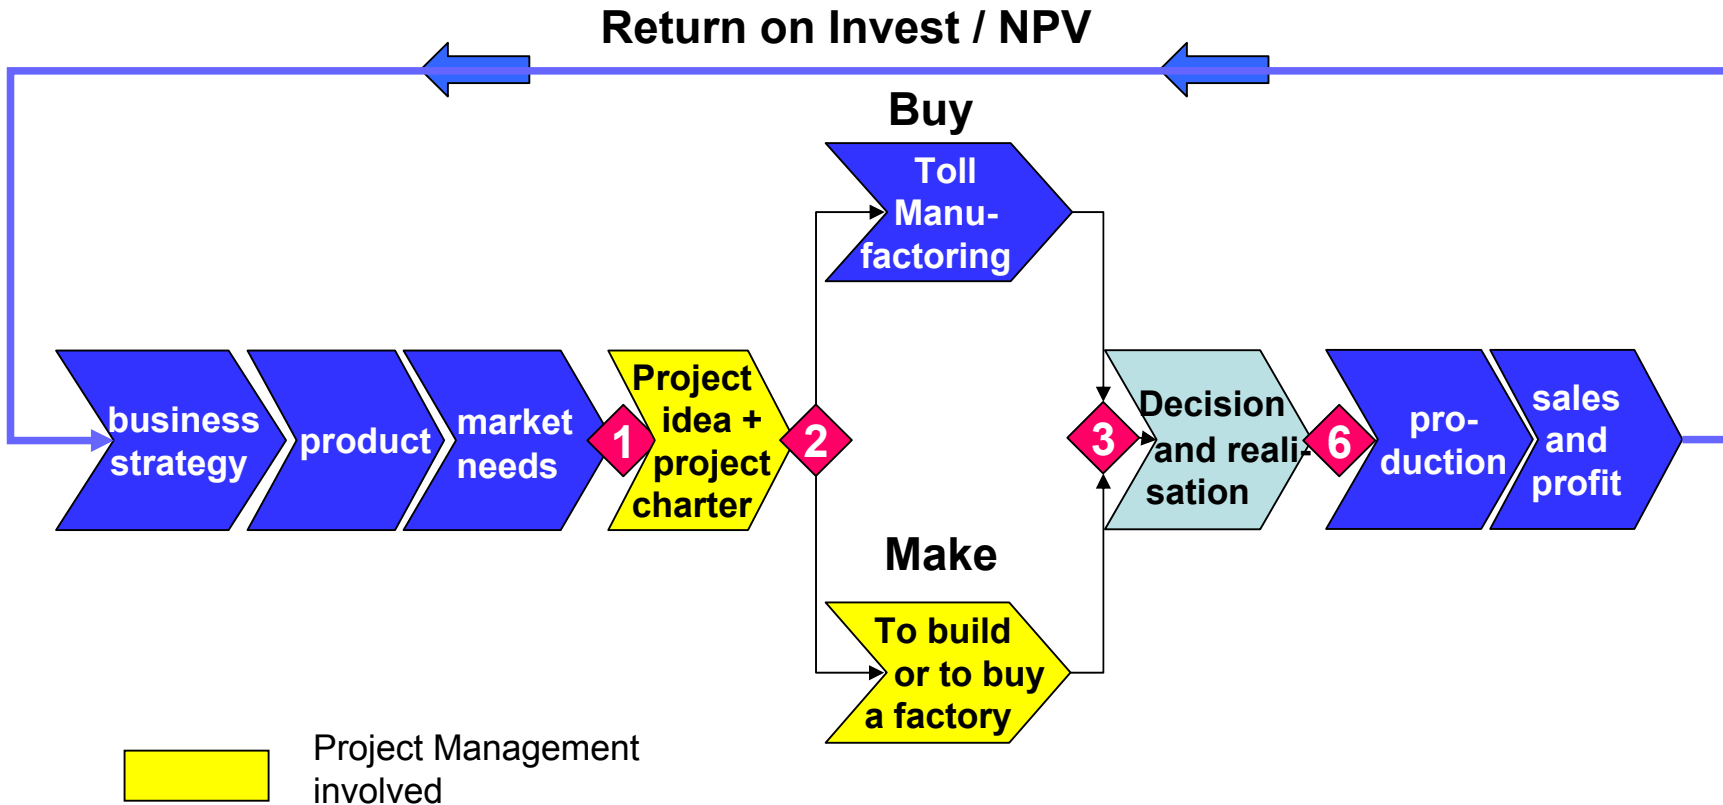 Return on Invest / NPV
Buy
Toll
Manu-
factoring
business
strategy
product
market
needs
1
Project
idea +
project
charter
2
3
Decision
and reali-
sation
6
pro-
duction
sales
and
profit
Make
To build
or to buy
a factory
Project Management
involved